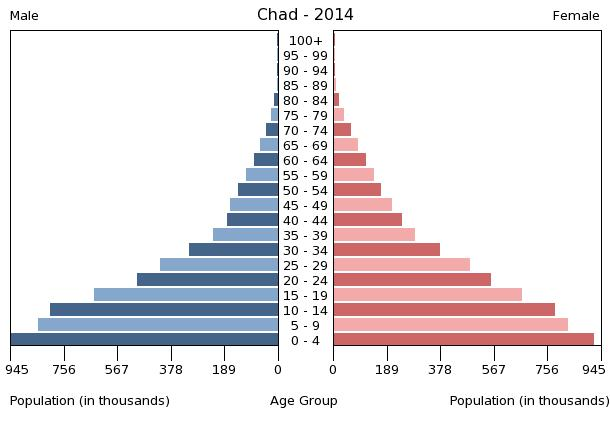 Male Chad - 2014 Female
100+
95 - 99
90 - 94
85 - 89
80 - 84
75 - 79
70 - 74
65 - 69
60 - 64
55 - 59
50 - 54
45 - 49
40 - 44
35 - 39
30 - 34
25 - 29
20 - 24
15 - 19
10 - 14
5 - 9
0 - 4
945 756 567 378 189 0 0 189 378 567 756 945
Population (in thousands) Age Group Population (in thousands)